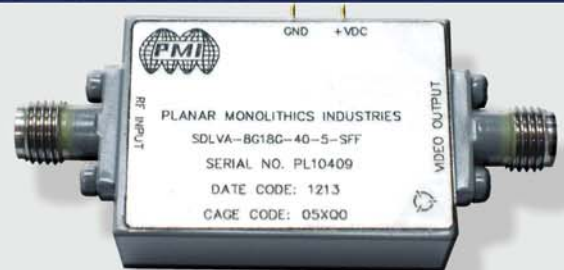 GND +VDC
PMI
RF INPUT
PLANAR MONOLITHICS INDUSTRIES
SDLVA-8G18G-40-5-SFF
SERIAL NO. PL10409
DATE CODE: 1213
CAGE CODE: 05XQ0
VIDEO OUTPUT